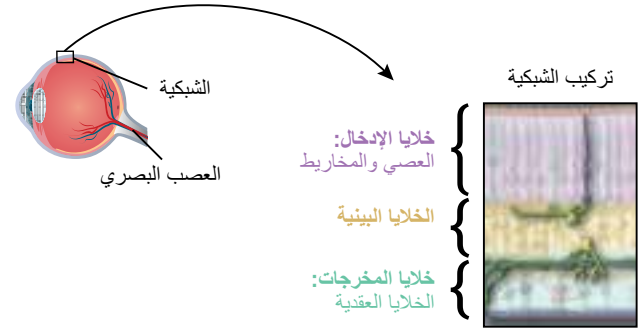 تركيب الشبكية
الشبكية
العصب البصري
خلايا الإدخال:
العصي والمخاريط
الخلايا البينية
خلايا المخرجات:
الخلايا العقدية